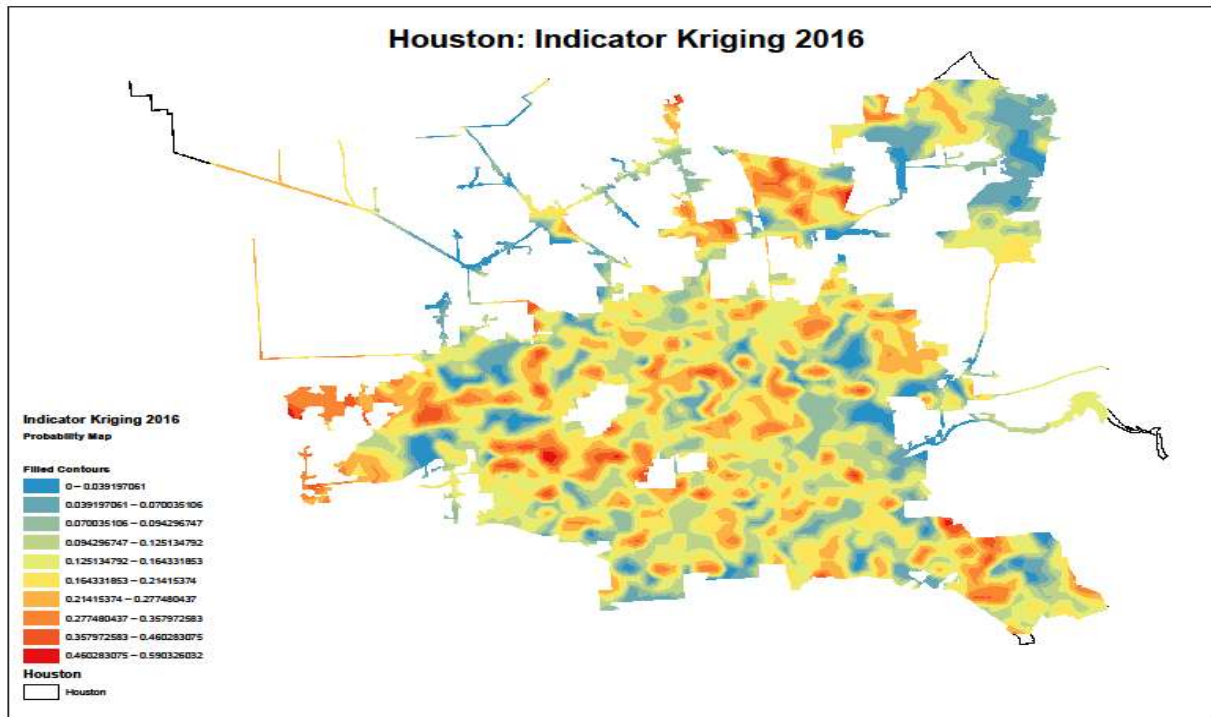 Houston: Indicator Kriging 2016
Indicator Kriging 2016
Probability Map
Filled Contours
0 – 0.039197061
0.039197061 – 0.070035106
0.070035106 – 0.094296747
0.094296747 – 0.125134792
0.125134792 – 0.164331853
0.164331853 – 0.21415374
0.21415374 – 0.277480437
0.277480437 – 0.357972583
0.357972583 – 0.460283075
0.460283075 – 0.590326032
Houston
Houston